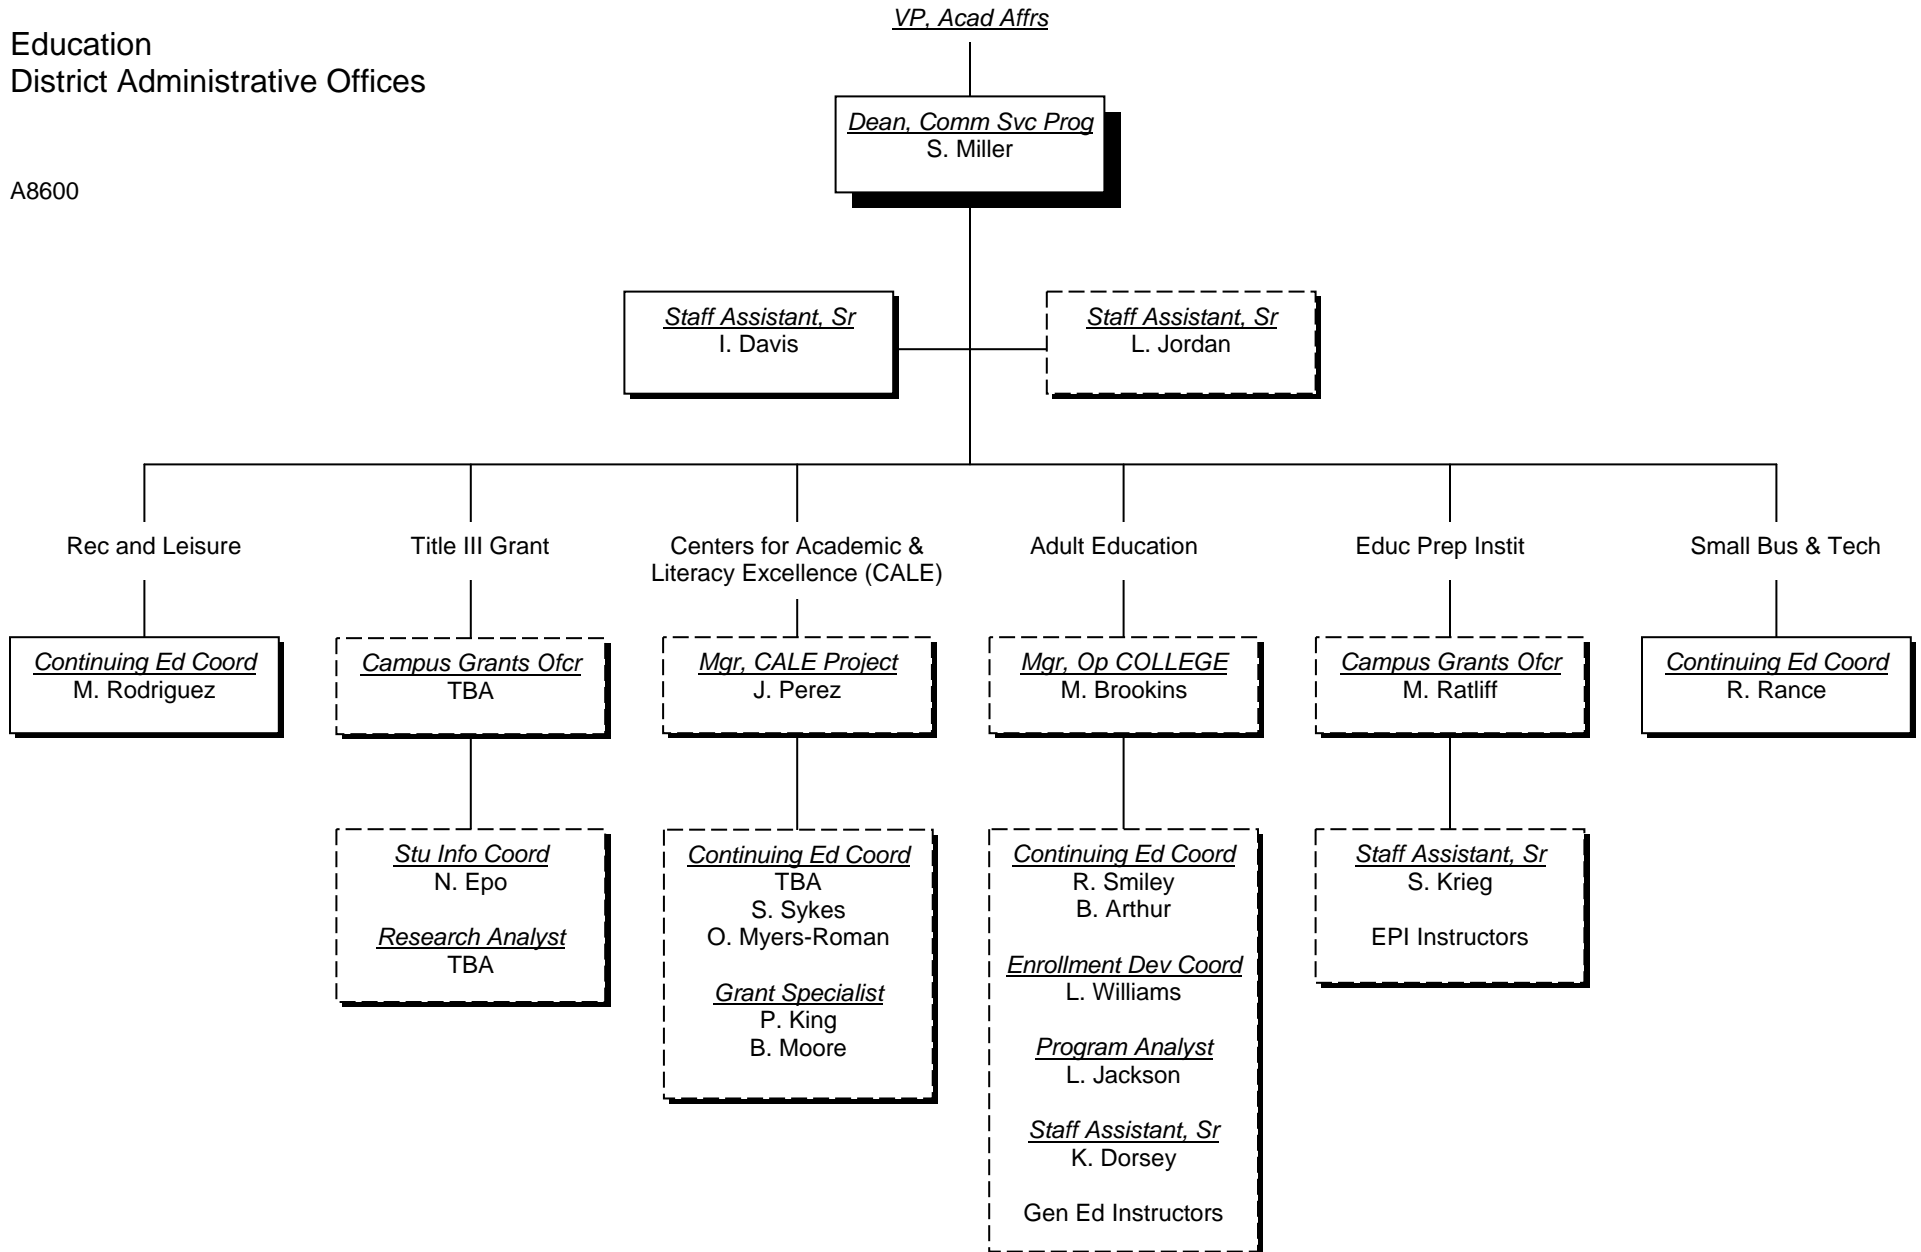 VP, Acad Affrs
Education
District Administrative Offices
A8600
Dean, Comm Svc Prog
S. Miller
Staff Assistant, Sr
I. Davis
Staff Assistant, Sr
L. Jordan
Rec and Leisure
Title III Grant
Centers for Academic &
Literacy Excellence (CALE)
Adult Education
Educ Prep Instit
Small Bus & Tech
Continuing Ed Coord
M. Rodriguez
Campus Grants Ofcr
TBA
Mgr, CALE Project
J. Perez
Mgr, Op COLLEGE
M. Brookins
Campus Grants Ofcr
M. Ratliff
Continuing Ed Coord
R. Rance
Stu Info Coord
N. Epo
Research Analyst
TBA
Continuing Ed Coord
TBA
S. Sykes
O. Myers-Roman
Grant Specialist
P. King
B. Moore
Continuing Ed Coord
R. Smiley
B. Arthur
Enrollment Dev Coord
L. Williams
Program Analyst
L. Jackson
Staff Assistant, Sr
K. Dorsey
Gen Ed Instructors
Staff Assistant, Sr
S. Krieg
EPI Instructors